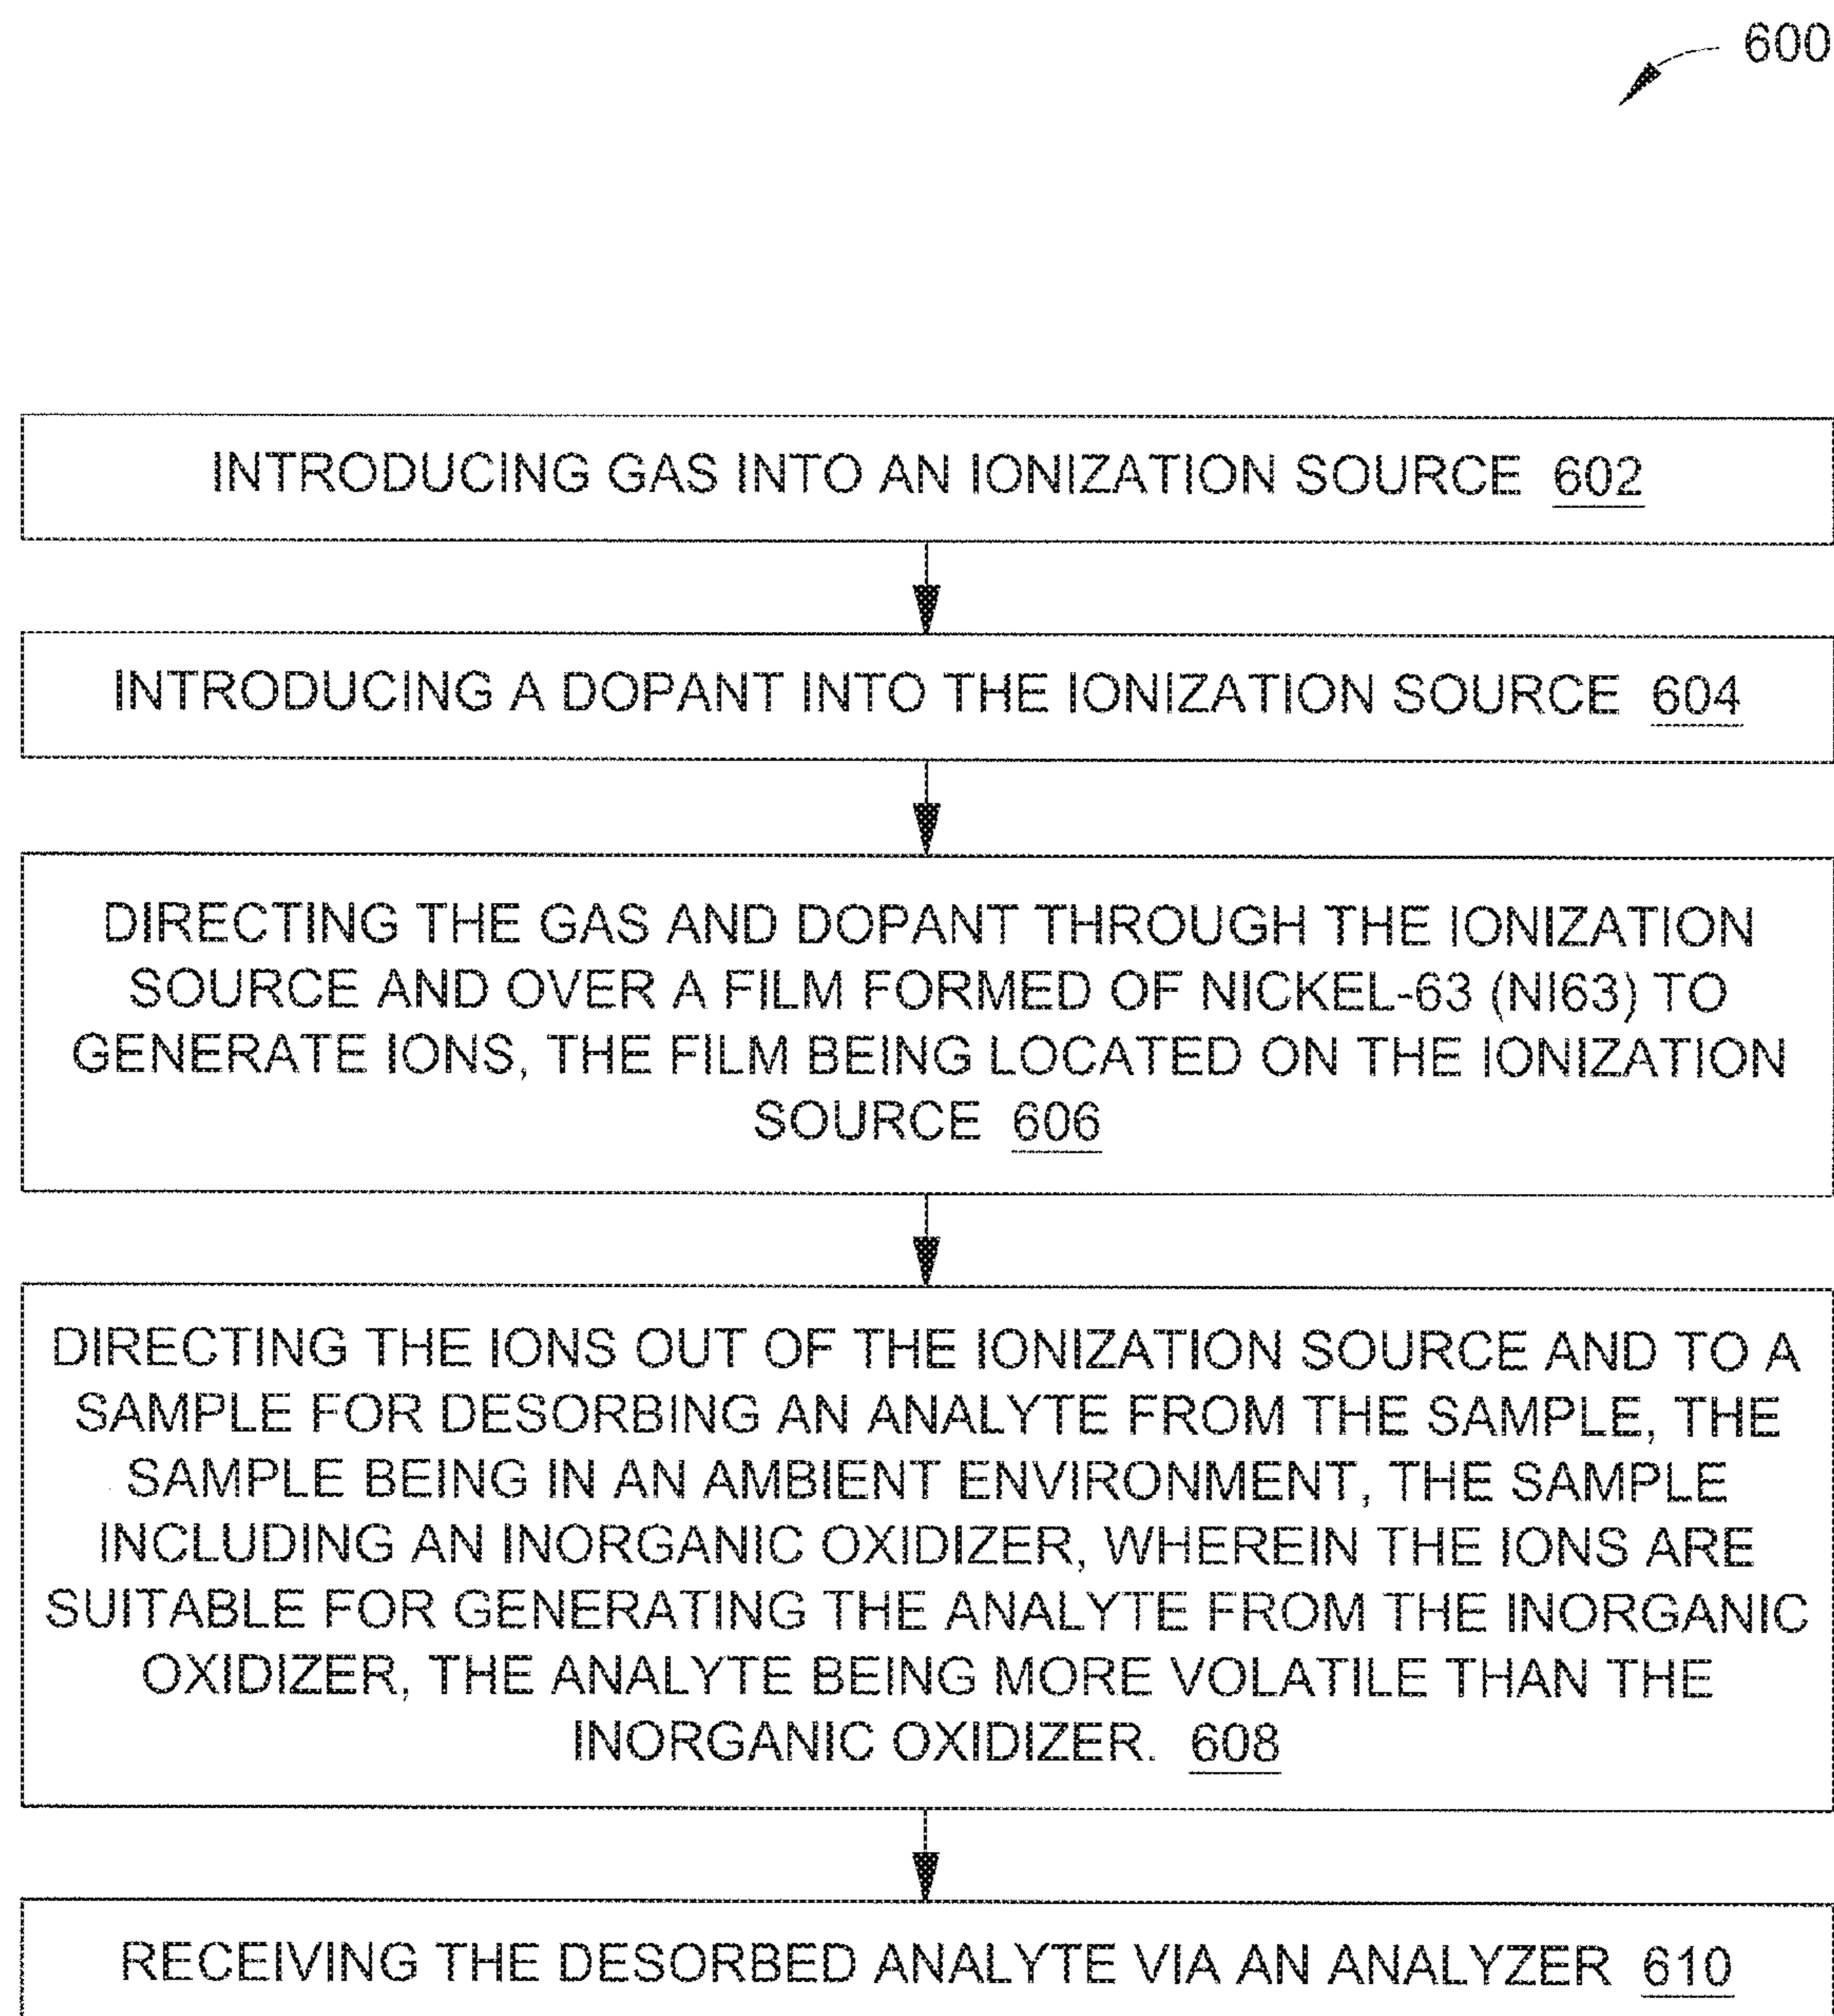 600
INTRODUCING GAS INTO AN IONIZATION SOURCE 602
INTRODUCING A DOPANT INTO THE IONIZATION SOURCE 604
DIRECTING THE GAS AND DOPANT THROUGH THE IONIZATION
SOURCE AND OVER A FILM FORMED OF NICKEL-63 (NI63) TO
GENERATE IONS, THE FILM BEING LOCATED ON THE IONIZATION
SOURCE 606
DIRECTING THE IONS OUT OF THE IONIZATION SOURCE AND TO A
SAMPLE FOR DESORBING AN ANALYTE FROM THE SAMPLE, THE
SAMPLE BEING IN AN AMBIENT ENVIRONMENT, THE SAMPLE
INCLUDING AN INORGANIC OXIDIZER, WHEREIN THE IONS ARE
SUITABLE FOR GENERATING THE ANALYTE FROM THE INORGANIC
OXIDIZER, THE ANALYTE BEING MORE VOLATILE THAN THE
INORGANIC OXIDIZER. 608
RECEIVING THE DESORBED ANALYTE VIA AN ANALYZER 610